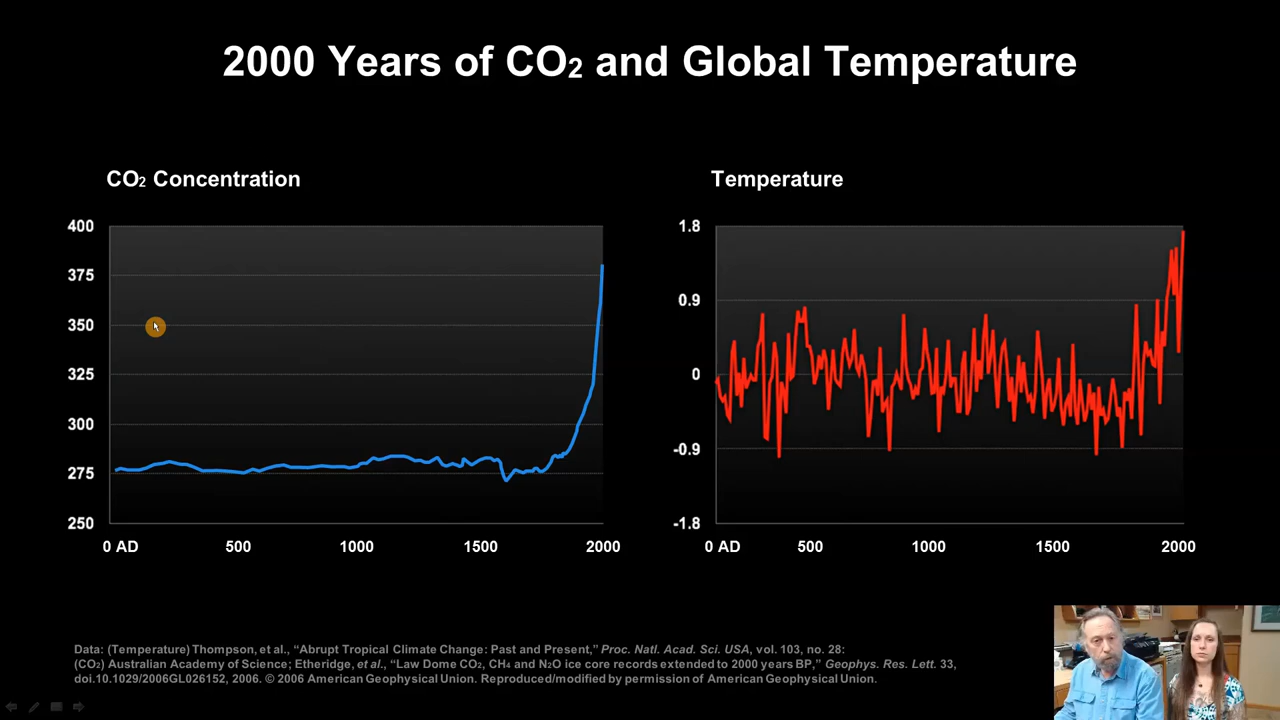 2000 Years of CO2 and Global Temperature
CO2 Concentration
400
375
350
325
300
275
250
0 AD 500 1000 1500 2000
Temperature
1.8
0.9
0
-0.9
-1.8
0 AD 500 1000 1500 2000
Data: (Temperature) Thompson, et al., “Abrupt Tropical Climate Change: Past and Present,” Proc. Natl. Acad. Sci. USA, vol. 103, no. 28:
(CO2) Australian Academy of Science; Etheridge, et al., “Law Dome CO2, CH4 and N2O ice core records extended to 2000 years BP,” Geophys. Res. Lett. 33,
doi.10.1029/2006GL026152, 2006. © 2006 American Geophysical Union. Reproduced/modified by permission of American Geophysical Union.